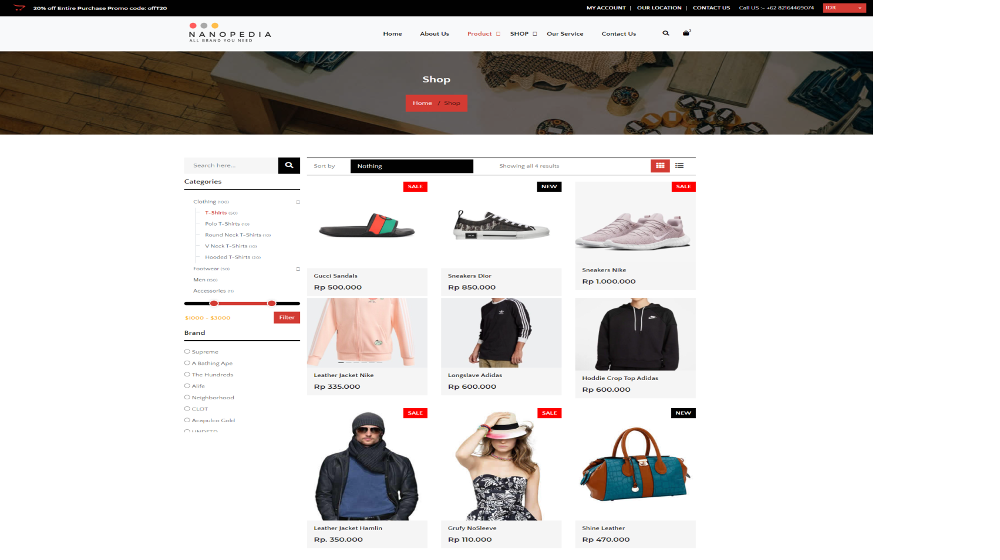 20% off Entire Purchase Promo code: offT20
MY ACCOUNT | OUR LOCATION | CONTACT US Call US :- +62 82164469074 IDR
NANOPEDIA
ALL BRAND YOU NEED
Home About Us Product SHOP Our Service Contact Us 3
Shop
Home / Shop
Search here...
Sort by Nothing Showing all 4 results
Categories
Clothing (100)
T-Shirts (50)
Polo T-Shirts (10)
Round Neck T-Shirts (10)
V Neck T-Shirts (10)
Hooded T-Shirts (20)
Footwear (50)
Men (150)
Accessories (11)
$1000 - $3000 Filter
Brand
Supreme
A Bathing Ape
The Hundreds
Alife
Neighborhood
CLOT
Acapulco Gold
UNDFTD
SALE NEW SALE
Gucci Sandals
Rp 500.000
Sneakers Dior
Rp 850.000
Sneakers Nike
Rp 1.000.000
Leather Jacket Nike
Rp 335.000
Longslave Adidas
Rp 600.000
Hoddie Crop Top Adidas
Rp 600.000
SALE SALE NEW
Leather Jacket Hamlin
Rp. 350.000
Grufy NoSleeve
Rp 110.000
Shine Leather
Rp 470.000